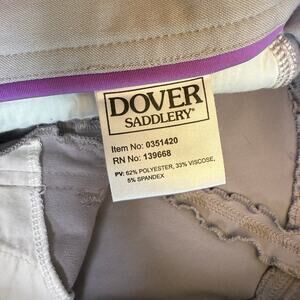 DOVER
SADDLERY®
Item No: 0351420
RN No: 139668
PV: 62% POLYESTER, 33% VISCOSE,
5% SPANDEX